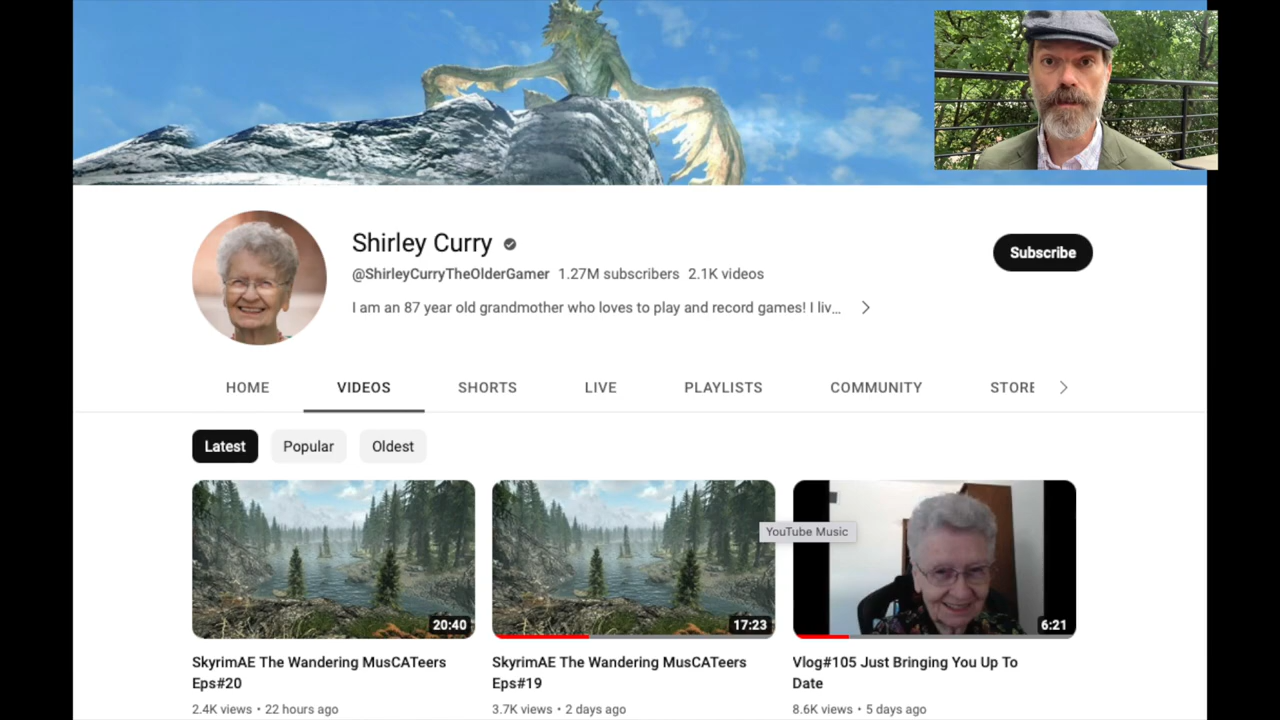 Shirley Curry
@ShirleyCurryTheOlderGamer 1.27M subscribers 2.1K videos
I am an 87 year old grandmother who loves to play and record games! I liv...
Subscribe
HOME VIDEOS SHORTS LIVE PLAYLISTS COMMUNITY STORE
Latest Popular Oldest
YouTube Music
20:40 17:23 6:21
SkyrimAE The Wandering MusCATeers
Eps#20
2.4K views • 22 hours ago
SkyrimAE The Wandering MusCATeers
Eps#19
3.7K views • 2 days ago
Vlog#105 Just Bringing You Up To
Date
8.6K views • 5 days ago